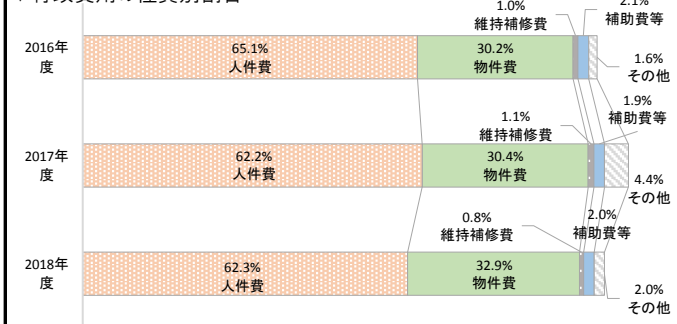 1.0%
維持補修費
2.1%
補助費等
2016年
度
65.1%
人件費
30.2%
物件費
1.6%
その他
1.1%
維持補修費
1.9%
補助費等
2017年
度
62.2%
人件費
30.4%
物件費
4.4%
その他
0.8%
維持補修費
2.0%
補助費等
2018年
度
62.3%
人件費
32.9%
物件費
2.0%
その他